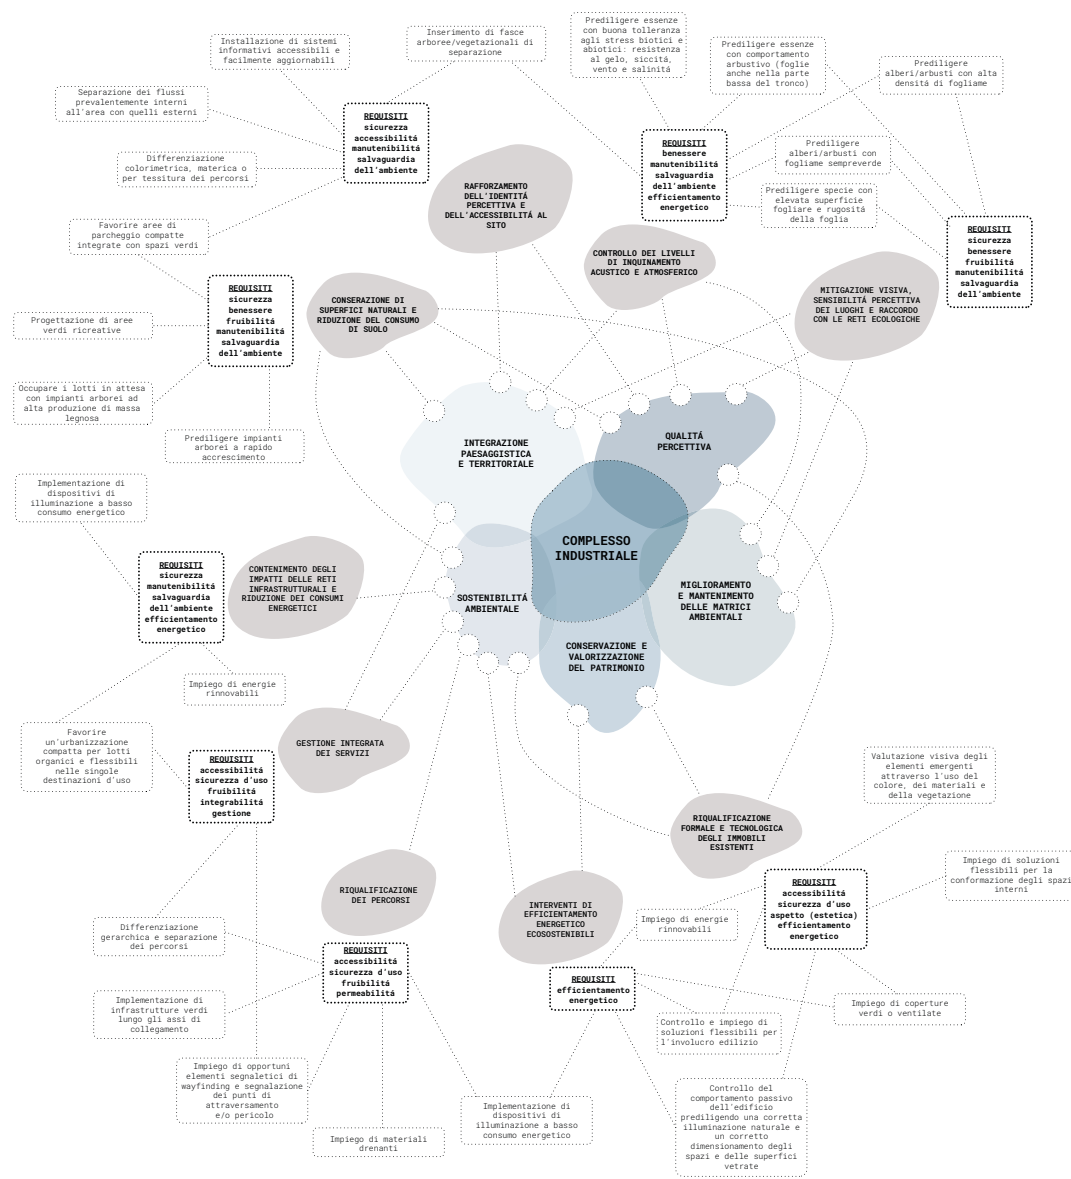 Installazione di sistemi
informativi accessibili e
facilmente aggiornabili
Inserimento di fasce
arboree/vegetazionali di
separazione
Prediligere essenze
con buona tolleranza
agli stress biotici e
abiotici: resistenza
al gelo, siccitá,
vento e salinitá
Prediligere essenze
con comportamento
arbustivo (foglie
anche nella parte
bassa del tronco)
Prediligere
alberi/arbusti con alta
densitá di fogliame
Separazione dei flussi
prevalentemente interni
all'area con quelli esterni
REQUISITI
sicurezza
accessibilitá
manutenibilitá
salvaguardia
dell'ambiente
REQUISITI
benessere
manutenibilitá
salvaguardia
dell'ambiente
efficientamento
energetico
Prediligere
alberi/arbusti con
fogliame sempreverde
Differenziazione
colorimetrica, materica o
per tessitura dei percorsi
RAFFORZAMENTO
DELL'IDENTITÁ
PERCETTIVA E
DELL'ACCESSIBILITÁ AL
SITO
Prediligere specie con
elevata superficie
fogliare e rugositá
della foglia
Favorire aree di
parcheggio compatte
integrate con spazi verdi
REQUISITI
sicurezza
benessere
fruibilitá
manutenibilitá
salvaguardia
dell'ambiente
CONTROLLO DEI LIVELLI
DI INQUINAMENTO
ACUSTICO E ATMOSFERICO
REQUISITI
sicurezza
benessere
fruibilitá
manutenibilitá
salvaguardia
dell'ambiente
CONSERAZIONE DI
SUPERFICI NATURALI E
RIDUZIONE DEL CONSUMO
DI SUOLO
MITIGAZIONE VISIVA,
SENSIBILITÁ PERCETTIVA
DEI LUOGHI E RACCORDO
CON LE RETI ECOLOGICHE
Progettazione di aree
verdi ricreative
Occupare i lotti in attesa
con impianti arborei ad
alta produzione di massa
legnosa
Prediligere impianti
arborei a rapido
accrescimento
INTEGRAZIONE
PAESAGGISTICA
E TERRITORIALE
QUALITÁ
PERCETTIVA
Implementazione di
dispositivi di
illuminazione a basso
consumo energetico
COMPLESSO
INDUSTRIALE
REQUISITI
sicurezza
manutenibilitá
salvaguardia
dell'ambiente
efficientamento
energetico
CONTENIMENTO DEGLI
IMPATTI DELLE RETI
INFRASTRUTTURALI E
RIDUZIONE DEI CONSUMI
ENERGETICI
SOSTENIBILITÁ
AMBIENTALE
MIGLIORAMENTO
E MANTENIMENTO
DELLE MATRICI
AMBIENTALI
CONSERVAZIONE E
VALORIZZAZIONE
DEL PATRIMONIO
Impiego di energie
rinnovabili
Favorire
un'urbanizzazione
compatta per lotti
organici e flessibili
nelle singole
destinazioni d'uso
GESTIONE INTEGRATA
DEI SERVIZI
REQUISITI
accessibilitá
sicurezza d'uso
fruibilitá
integrabilitá
gestione
Valutazione visiva degli
elementi emergenti
attraverso l'uso del
colore, dei materiali e
della vegetazione
RIQUALIFICAZIONE
FORMALE E TECNOLOGICA
DEGLI IMMOBILI
ESISTENTI
Impiego di soluzioni
flessibili per la
conformazione degli spazi
interni
RIQUALIFICAZIONE
DEI PERCORSI
INTERVENTI DI
EFFICIENTAMENTO
ENERGETICO
ECOSOSTENIBILI
REQUISITI
accessibilitá
sicurezza d'uso
aspetto (estetica)
efficientamento
energetico
Impiego di energie
rinnovabili
Differenziazione
gerarchica e separazione
dei percorsi
REQUISITI
accessibilitá
sicurezza d'uso
fruibilitá
permeabilitá
REQUISITI
efficientamento
energetico
Implementazione di
infrastrutture verdi
lungo gli assi di
collegamento
Controllo e impiego di
soluzioni flessibili per
l'involucro edilizio
Impiego di coperture
verdi o ventilate
Impiego di opportuni
elementi segnaletici di
wayfinding e segnalazione
dei punti di
attraversamento
e/o pericolo
Impiego di materiali
drenanti
Implementazione di
dispositivi di
illuminazione a basso
consumo energetico
Controllo del
comportamento passivo
dell'edificio
prediligendo una corretta
illuminazione naturale e
un corretto
dimensionamento degli
spazi e delle superfici
vetrate